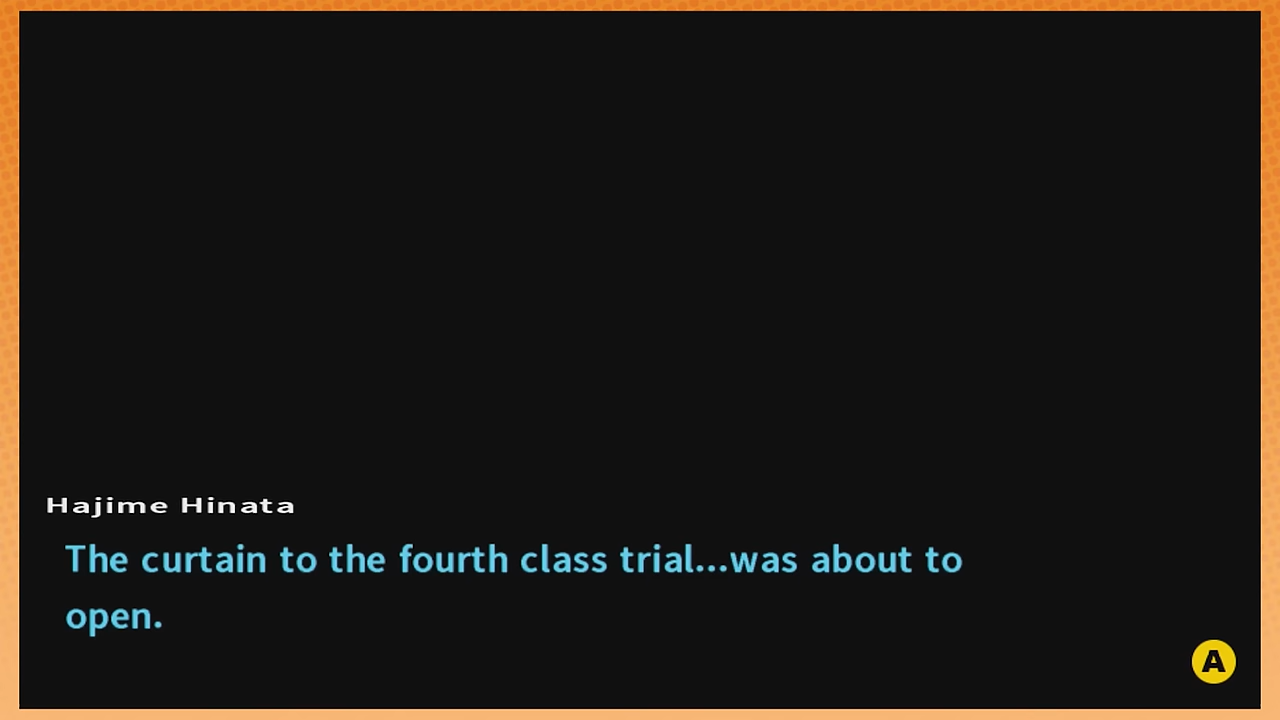 Hajime Hinata
The curtain to the fourth class trial...was about to
open.
A